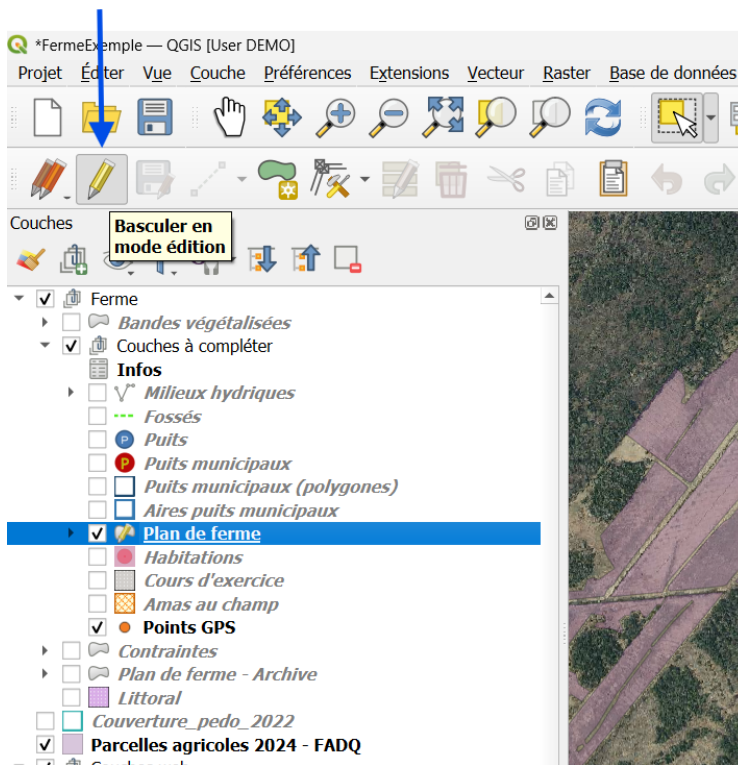 *FermeExemple — QGIS [User DEMO]
Projet Éditer Vue Couche Préférences Extensions Vecteur Raster Base de données
Couches
Basculer en
mode édition
Ferme
Bandes végétalisées
Couches à compléter
Infos
Milieux hydriques
Fossés
P Puits
P Puits municipaux
Puits municipaux (polygones)
Aires puits municipaux
Plan de ferme
Habitations
Cours d'exercice
Amas au champ
Points GPS
Contraintes
Plan de ferme - Archive
Littoral
Couverture_pedo_2022
Parcelles agricoles 2024 - FADQ